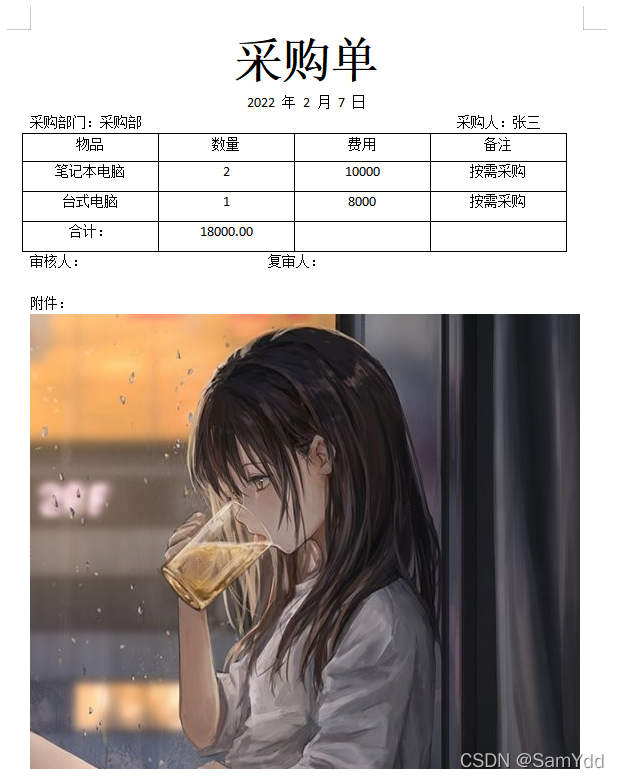 采购单
2022 年 2 月 7 日
采购部门：采购部 采购人：张三
物品 数量 费用 备注
笔记本电脑 2 10000 按需采购
台式电脑 1 8000 按需采购
合计： 18000.00
审核人： 复审人：
附件：
CSDN @SamYdd